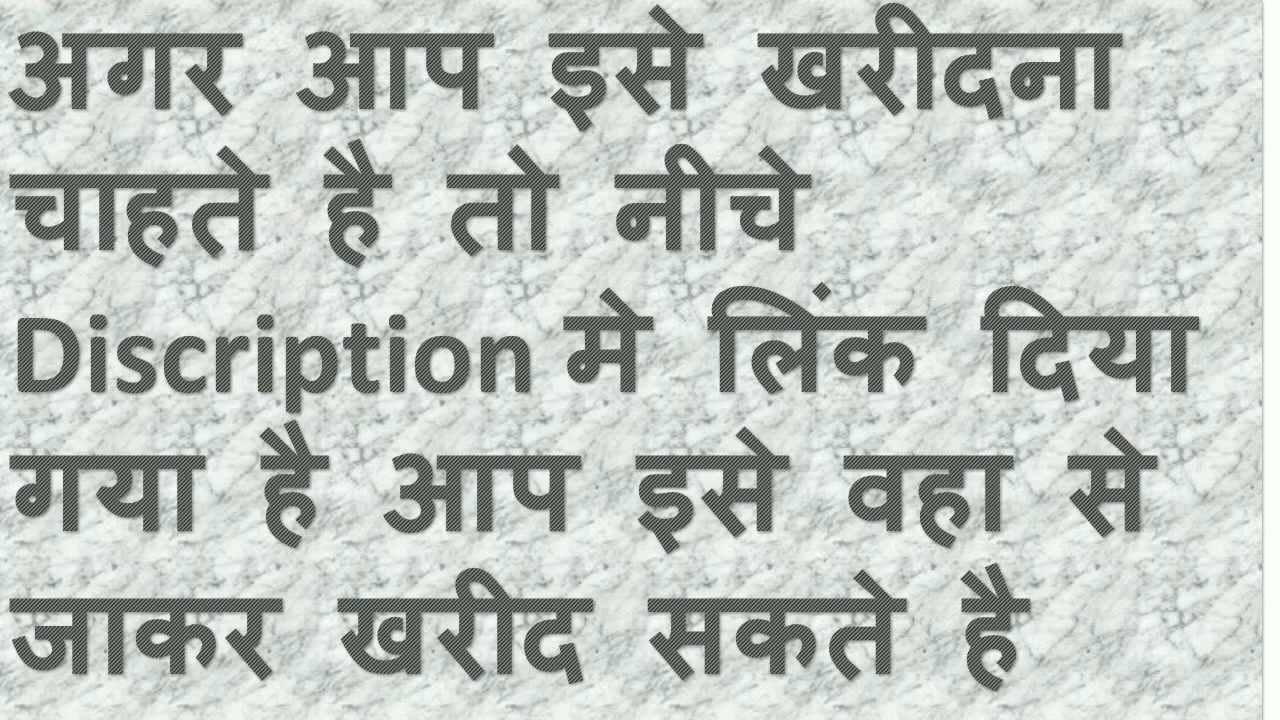 अगर आप इसे खरीदना
चाहते है तो नीचे
Discription मे लिंक दिया
गया है आप इसे वहा से
जाकर खरीद सकते है